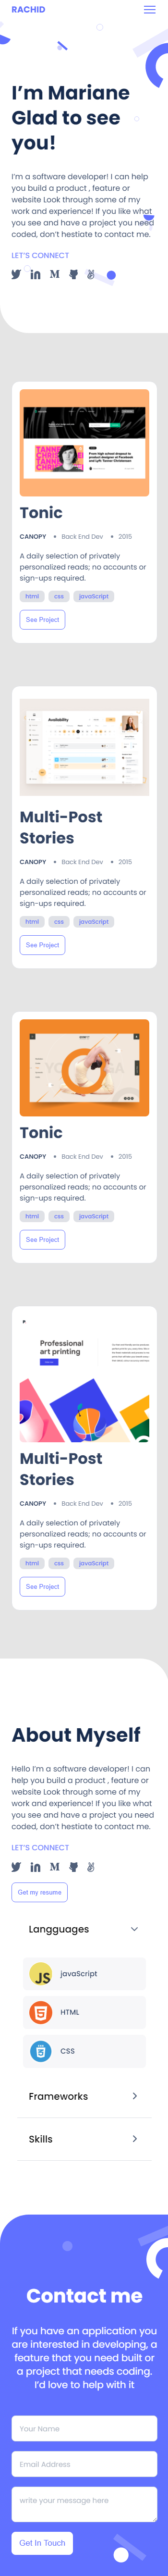 RACHID
I'm Mariane
Glad to see
you!
I'm a software developer! I can help
you build a product , feature or
website Look through some of my
work and experience! If you like what
you see and have a project you need
coded, don't hestiate to contact me.
LET'S CONNECT
Tonic
CANOPY • Back End Dev • 2015
A daily selection of privately
personalized reads; no accounts or
sign-ups required.
html css javaScript
See Project
Availability
Multi-Post
Stories
CANOPY • Back End Dev • 2015
A daily selection of privately
personalized reads; no accounts or
sign-ups required.
html css javaScript
See Project
Tonic
CANOPY • Back End Dev • 2015
A daily selection of privately
personalized reads; no accounts or
sign-ups required.
html css javaScript
See Project
Professional
art printing
Multi-Post
Stories
CANOPY • Back End Dev • 2015
A daily selection of privately
personalized reads; no accounts or
sign-ups required.
html css javaScript
See Project
About Myself
Hello I'm a software developer! I can
help you build a product , feature or
website Look through some of my
work and experience! If you like what
you see and have a project you need
coded, don't hestiate to contact me.
LET'S CONNECT
Get my resume
Langguages
JS javaScript
HTML
CSS
Frameworks
Skills
Contact me
If you have an application you
are interested in developing, a
feature that you need built or
a project that needs coding.
I'd love to help with it
Your Name
Email Address
write your message here
Get In Touch